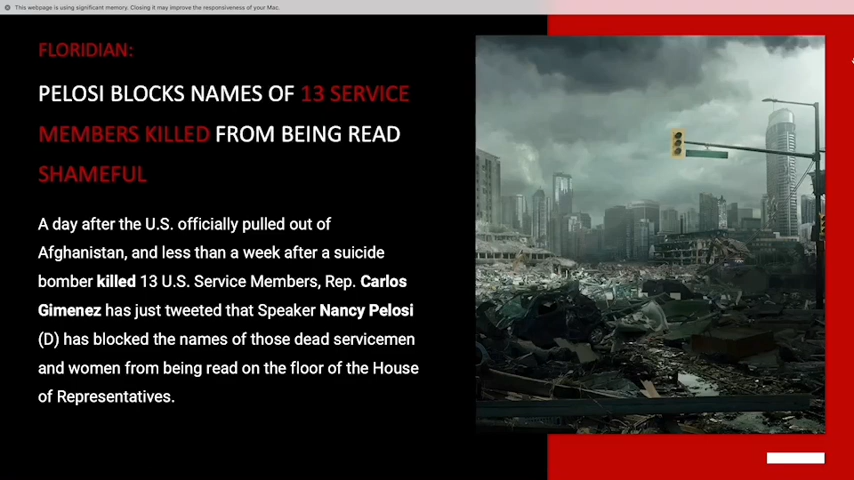 This webpage is using significant memory. Closing it may improve the responsiveness of your Mac.
FLORIDIAN:
PELOSI BLOCKS NAMES OF 13 SERVICE
MEMBERS KILLED FROM BEING READ
SHAMEFUL
A day after the U.S. officially pulled out of
Afghanistan, and less than a week after a suicide
bomber killed 13 U.S. Service Members, Rep. Carlos
Gimenez has just tweeted that Speaker Nancy Pelosi
(D) has blocked the names of those dead servicemen
and women from being read on the floor of the House
of Representatives.